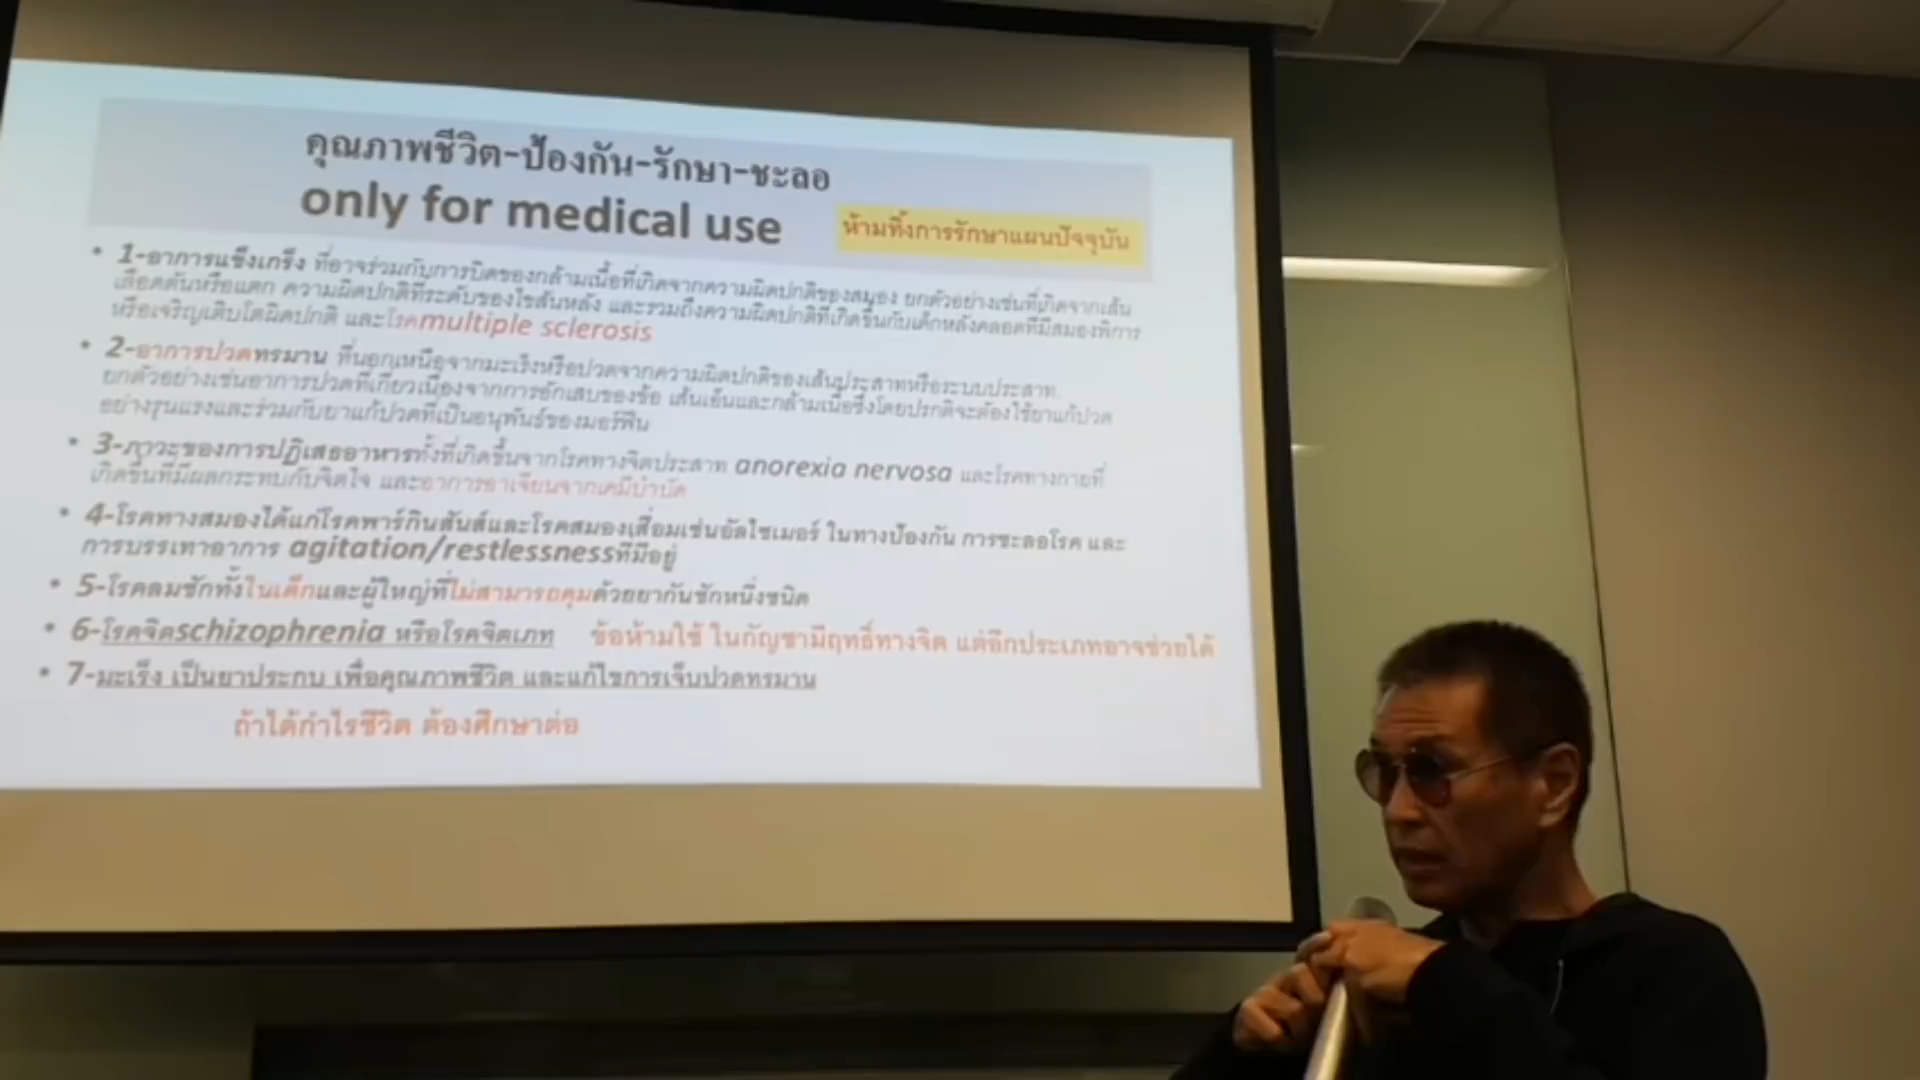 คุณภาพชีวิต-ป้องกัน-รักษา-ชะลอ
only for medical use
ห้ามทิ้งการรักษาแผนปัจจุบัน
• 1-อาการแข็งเกร็ง ที่อาจร่วมกับการบิดของกล้ามเนื้อที่เกิดจากความผิดปกติของสมอง ยกตัวอย่างเช่นที่เกิดจากเส้น
เลือดตันหรือแตก ความผิดปกติที่ระดับของไขสันหลัง และรวมถึงความผิดปกติที่เกิดขึ้นกับเด็กหลังคลอดที่มีสมองพิการ
หรือเจริญเติบโตผิดปกติ และโรคmultiple sclerosis
• 2-อาการปวดทรมาน ที่นอกเหนือจากมะเร็งหรือปวดจากความผิดปกติของเส้นประสาทหรือระบบประสาท.
ยกตัวอย่างเช่นอาการปวดที่เกี่ยวเนื่องจากการอักเสบของข้อ เส้นเอ็นและกล้ามเนื้อซึ่งโดยปรกติจะต้องใช้ยาแก้ปวด
อย่างรุนแรงและร่วมกับยาแก้ปวดที่เป็นอนุพันธ์ของมอร์ฟีน
• 3-ภาวะของการปฏิเสธอาหารทั้งที่เกิดขึ้นจากโรคทางจิตประสาท anorexia nervosa และโรคทางกายที่
เกิดขึ้นที่มีผลกระทบกับจิตใจ และอาการอาเจียนจากเคมีบำบัด
• 4-โรคทางสมองได้แก่โรคพาร์กินสันส์และโรคสมองเสื่อมเช่นอัลไซเมอร์ ในทางป้องกัน การชะลอโรค และ
การบรรเทาอาการ agitation/restlessnessที่มีอยู่
• 5-โรคลมชักทั้งในเด็กและผู้ใหญ่ที่ไม่สามารถคุมด้วยยากันชักหนึ่งชนิด
• 6-โรคจิตschizophrenia หรือโรคจิตเภท ข้อห้ามใช้ ในกัญชามีฤทธิ์ทางจิต แต่อีกประเภทอาจช่วยได้
• 7-มะเร็ง เป็นยาประกบ เพื่อคุณภาพชีวิต และแก้ไขการเจ็บปวดทรมาน
ถ้าได้กำไรชีวิต ต้องศึกษาต่อ